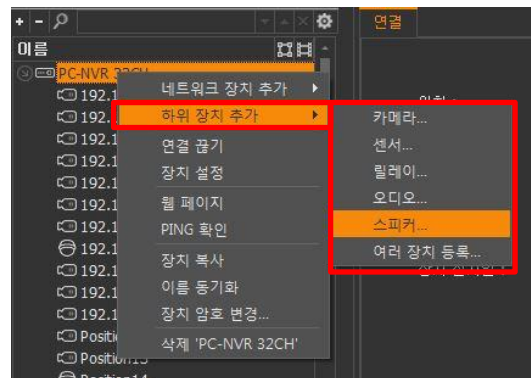 연결
이름
PC-NVR 32CH
192.1
네트워크 장치 추가
192.1
하위 장치 추가
카메라...
192.1
연결 끊기
센서...
192.1
장치 설정
릴레이...
192.1
웹 페이지
오디오...
192.1
PING 확인
스피커...
192.1
장치 복사
여러 장치 등록...
192.1
이름 동기화
192.1
장치 암호 변경...
192.1
Positio
삭제 'PC-NVR 32CH'
Position13
Position14